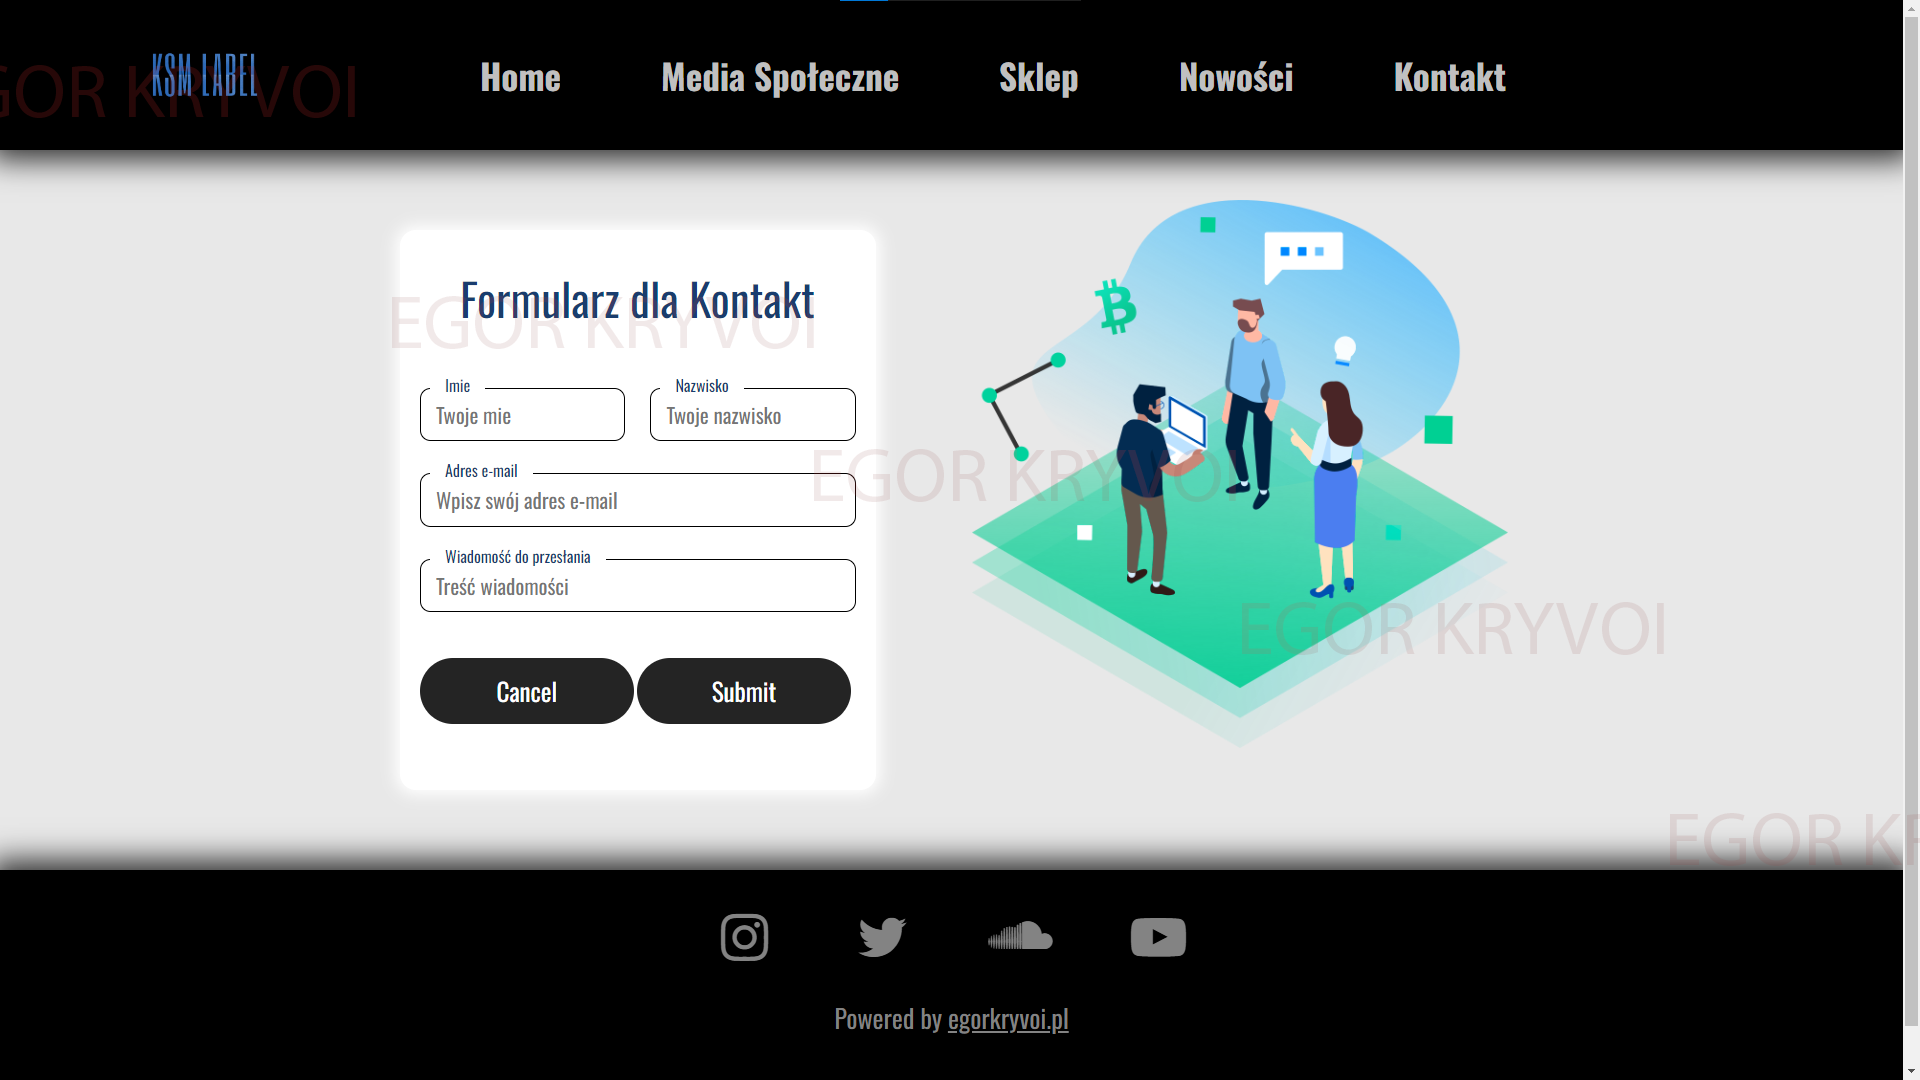 KSM LABEL
Home
Media Społeczne
Sklep
Nowości
Kontakt
GOR KRYVOI
Formularz dla Kontakt
EGOR KRYVOI
Imie
Twoje mie
Nazwisko
Twoje nazwisko
Adres e-mail
Wpisz swój adres e-mail
EGOR KRYVOI
Wiadomość do przesłania
Treść wiadomości
EGOR KRYVOI
Cancel
Submit
EGOR KR
Powered by egorkryvoi.pl